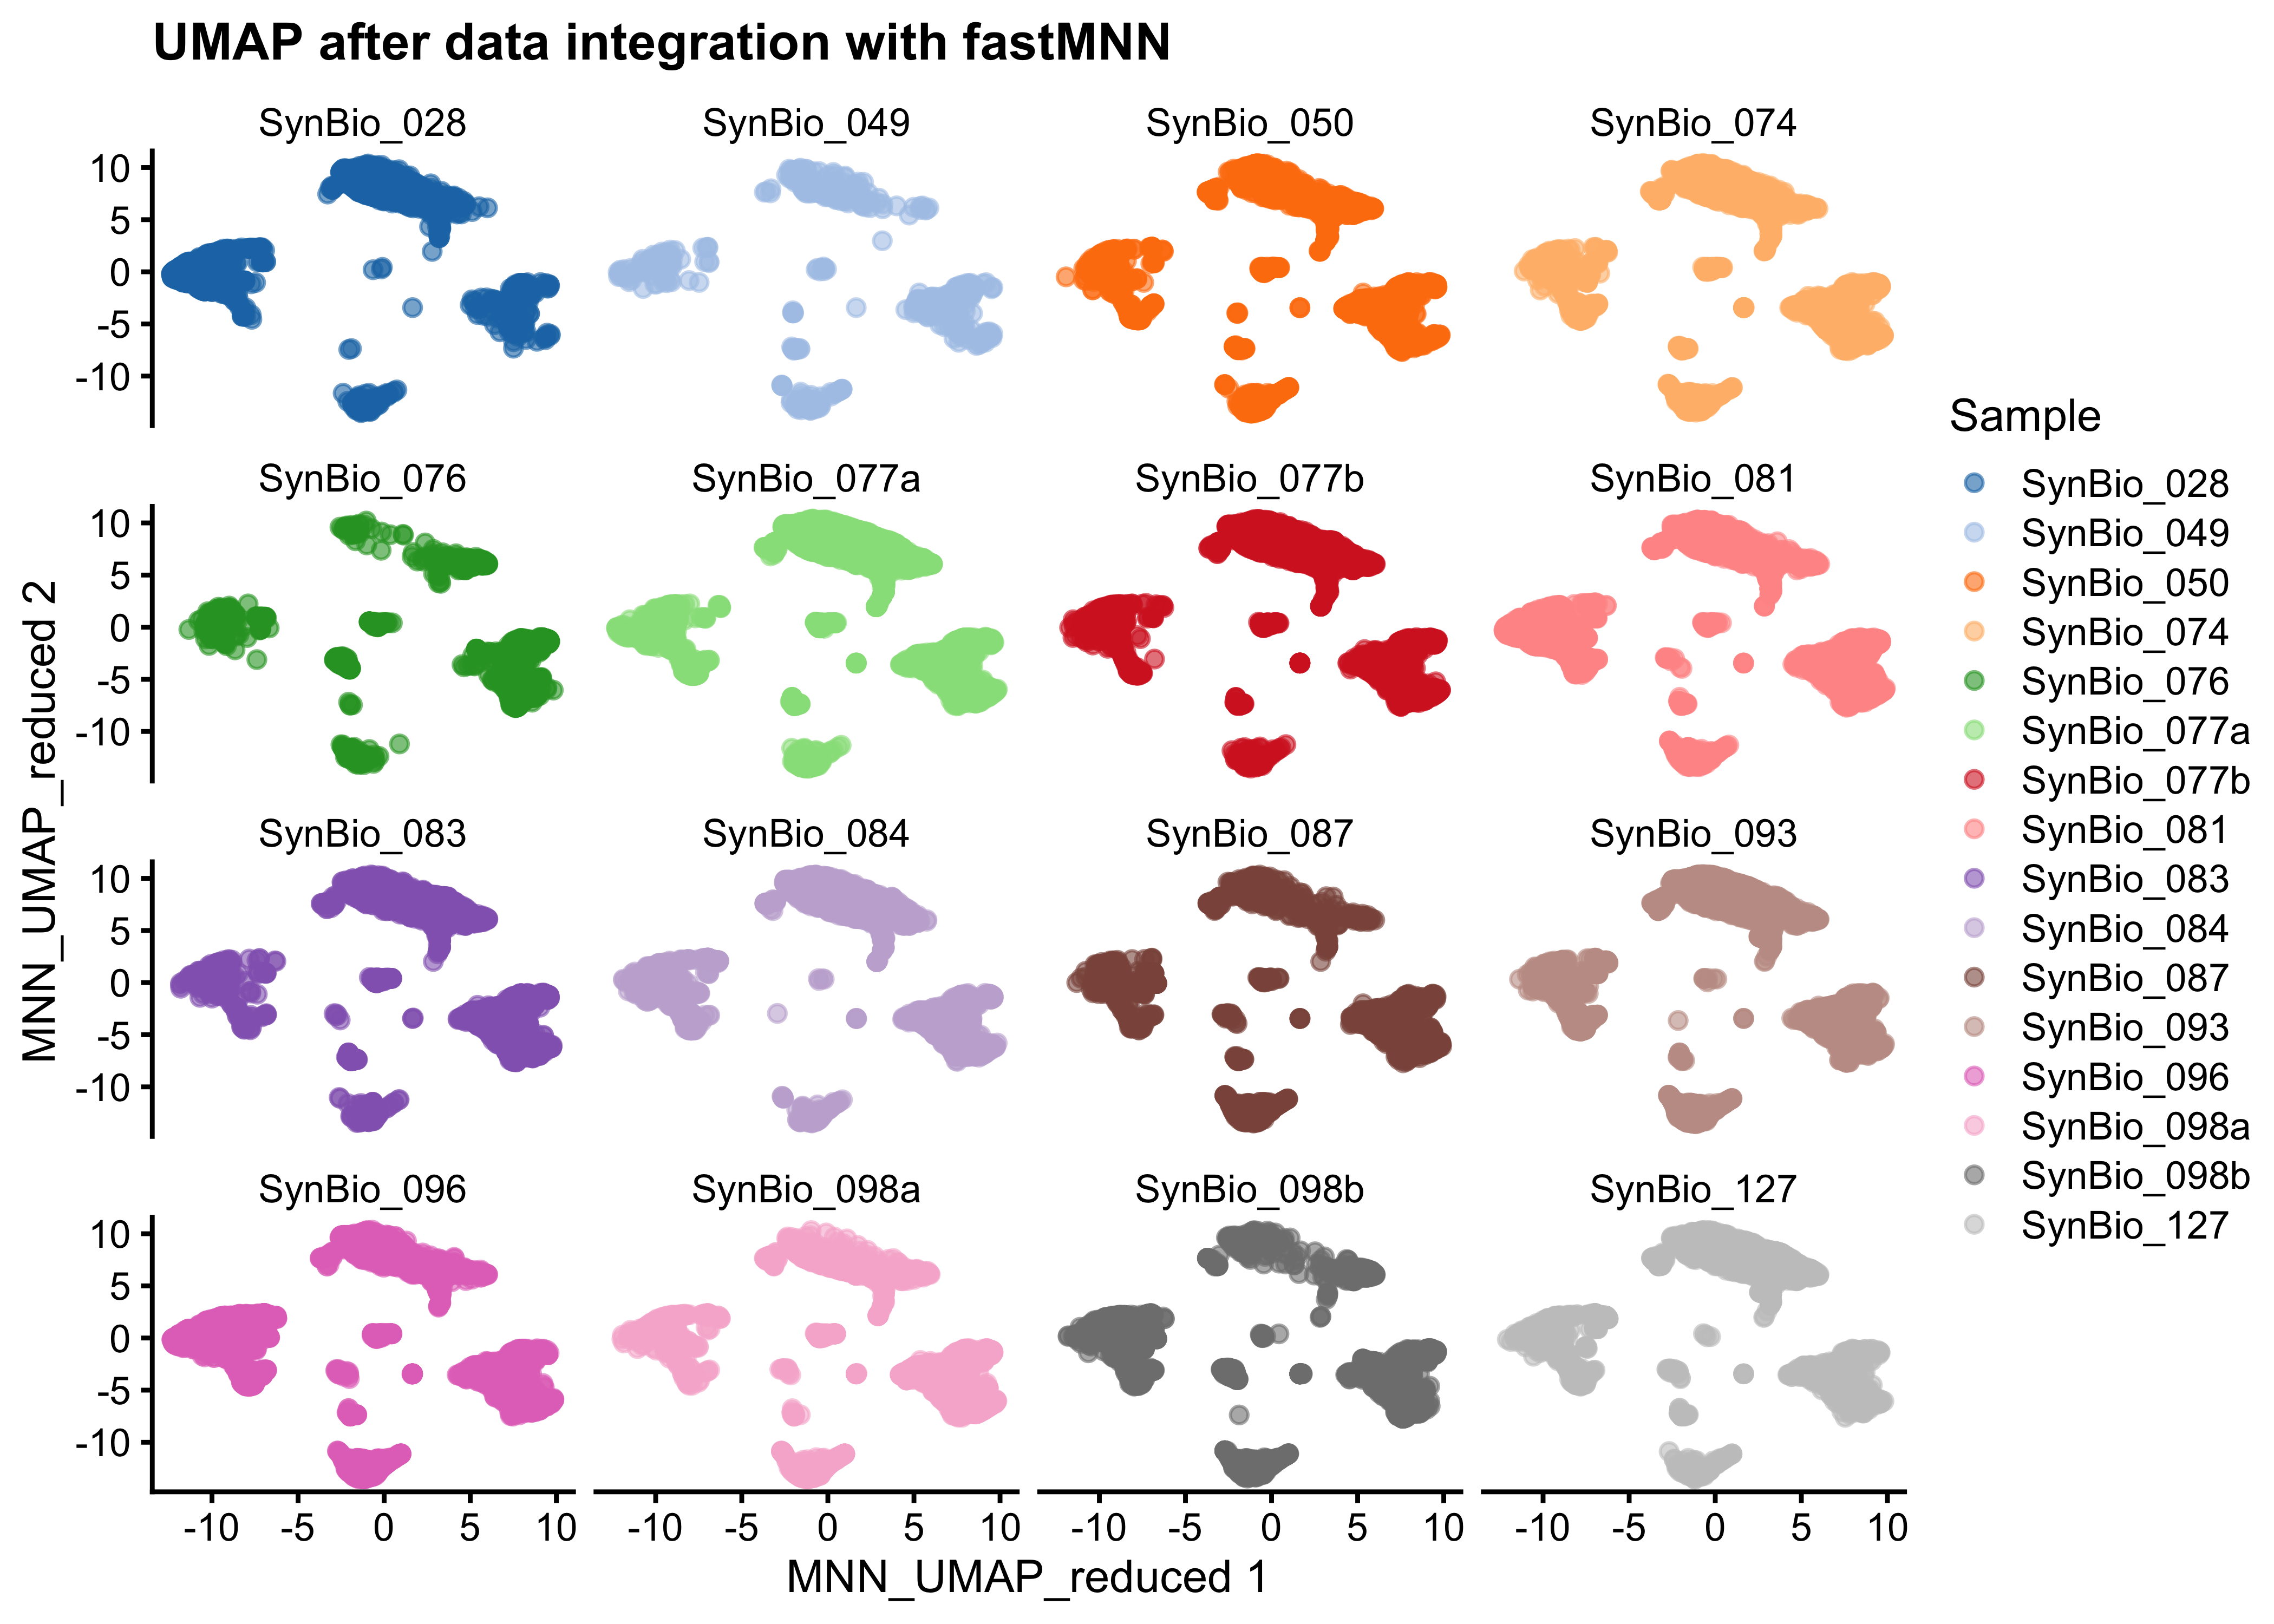 UMAP after data integration with fastMNN
SynBio_028 SynBio_049 SynBio_050 SynBio_074
10
5
0
-5
-10
SynBio_076 SynBio_077a SynBio_077b SynBio_081
10
5
0
-5
-10
SynBio_083 SynBio_084 SynBio_087 SynBio_093
10
5
0
-5
-10
SynBio_096 SynBio_098a SynBio_098b SynBio_127
10
5
0
-5
-10
-10 -5 0 5 10 -10 -5 0 5 10 -10 -5 0 5 10 -10 -5 0 5 10
MNN_UMAP_reduced 1
MNN_UMAP_reduced 2
Sample
SynBio_028
SynBio_049
SynBio_050
SynBio_074
SynBio_076
SynBio_077a
SynBio_077b
SynBio_081
SynBio_083
SynBio_084
SynBio_087
SynBio_093
SynBio_096
SynBio_098a
SynBio_098b
SynBio_127